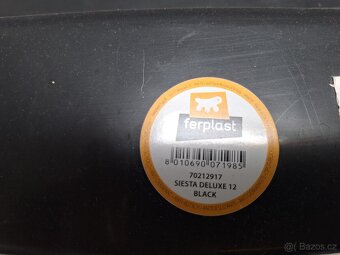 ferplast
8 010690 071985
70212917
SIESTA DELUXE 12
BLACK
Bazos.cz